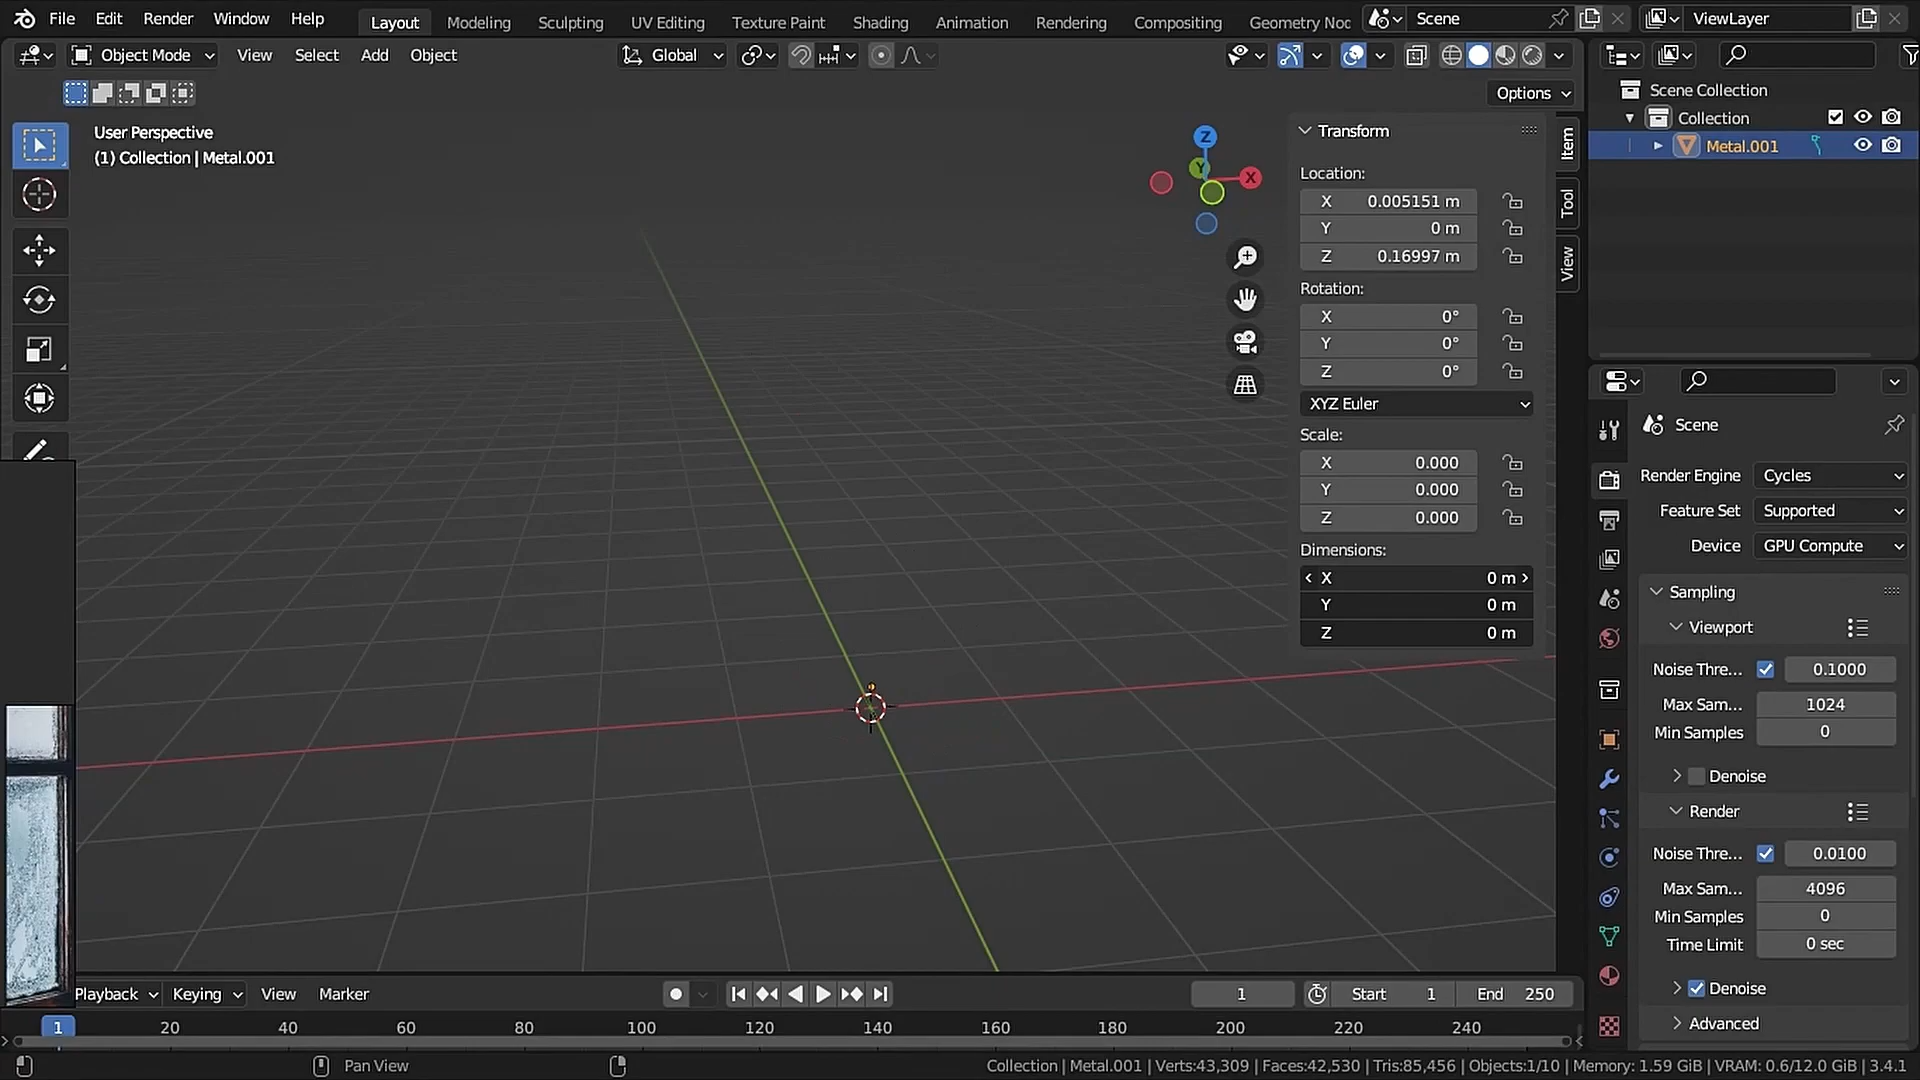 File Edit Render Window Help Layout Modeling Sculpting UV Editing Texture Paint Shading Animation Rendering Compositing Geometry Noc Scene ViewLayer
Object Mode View Select Add Object Global
Options
User Perspective
(1) Collection | Metal.001
Z
Y
X
Transform
Location:
X 0.005151 m
Y 0 m
Z 0.16997 m
Rotation:
X 0°
Y 0°
Z 0°
XYZ Euler
Scale:
X 0.000
Y 0.000
Z 0.000
Dimensions:
X 0 m
Y 0 m
Z 0 m
Item
Tool
View
Scene Collection
Collection
Metal.001
Scene
Render Engine Cycles
Feature Set Supported
Device GPU Compute
Sampling
Viewport
Noise Thre... 0.1000
Max Sam... 1024
Min Samples 0
Denoise
Render
Noise Thre... 0.0100
Max Sam... 4096
Min Samples 0
Time Limit 0 sec
Denoise
Advanced
Playback Keying View Marker 1 Start 1 End 250
1 20 40 60 80 100 120 140 160 180 200 220 240
Pan View Collection | Metal.001 | Verts:43,309 | Faces:42,530 | Tris:85,456 | Objects:1/10 | Memory: 1.59 GiB | VRAM: 0.6/12.0 GiB | 3.4.1